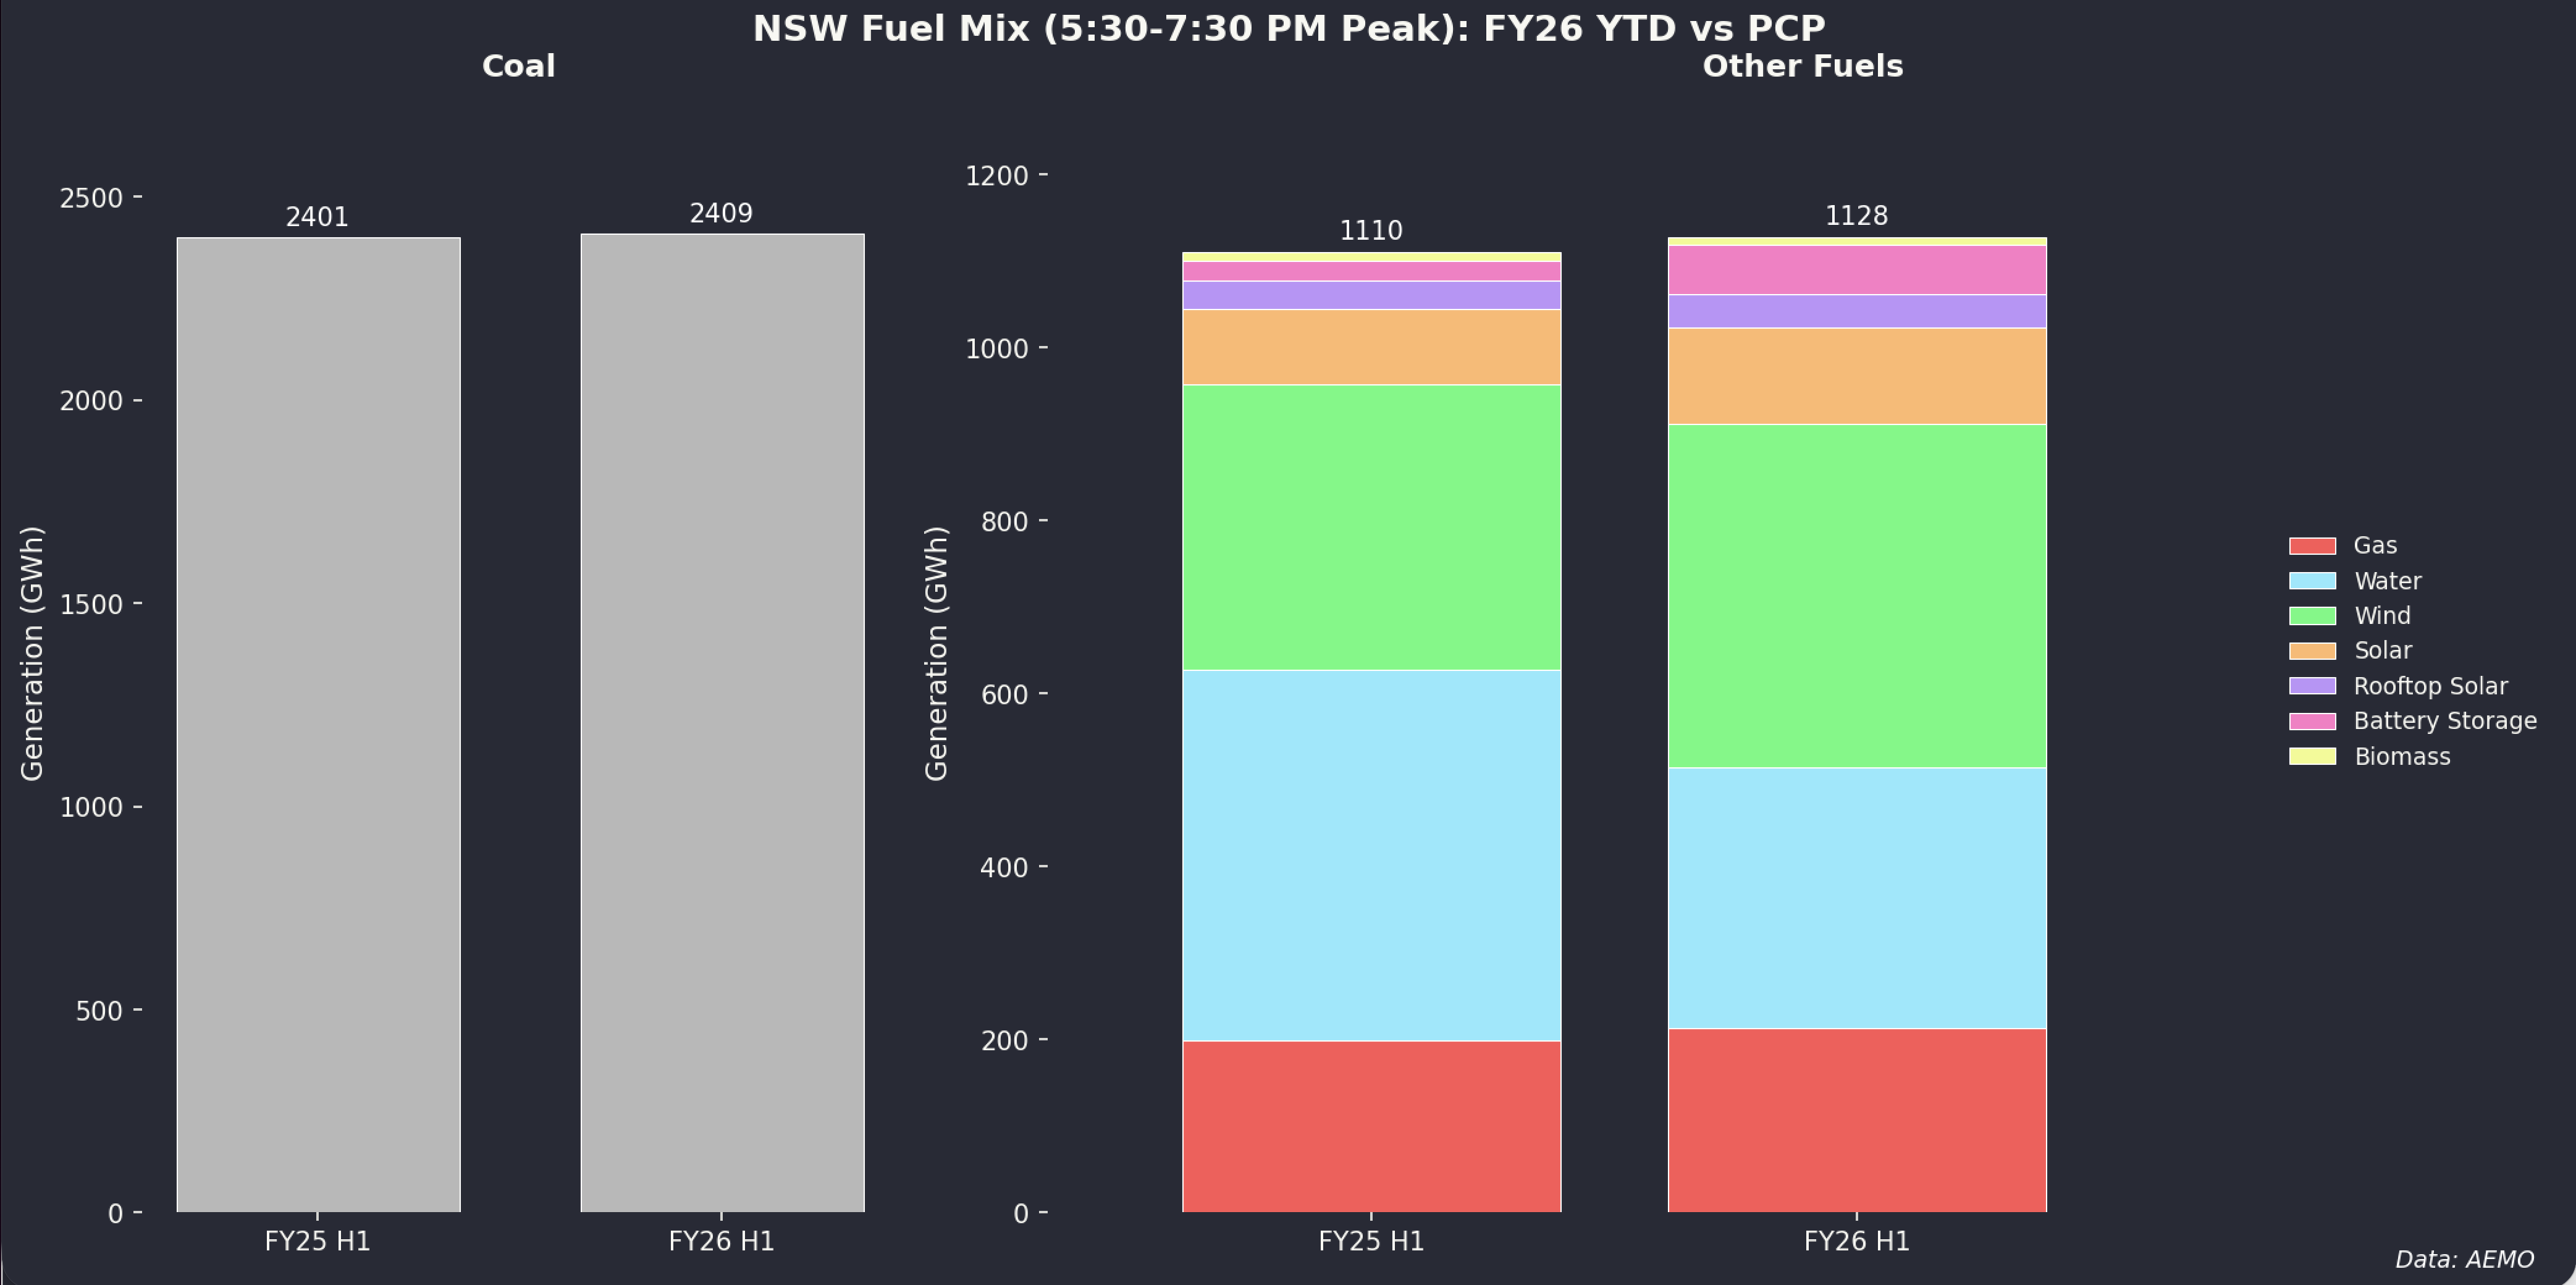 NSW Fuel Mix (5:30-7:30 PM Peak): FY26 YTD vs PCP
Coal
Generation (GWh)
2500
2000
1500
1000
500
0
2401
2409
FY25 H1
FY26 H1
Other Fuels
Generation (GWh)
1200
1000
800
600
400
200
0
1110
1128
FY25 H1
FY26 H1
Gas
Water
Wind
Solar
Rooftop Solar
Battery Storage
Biomass
Data: AEMO